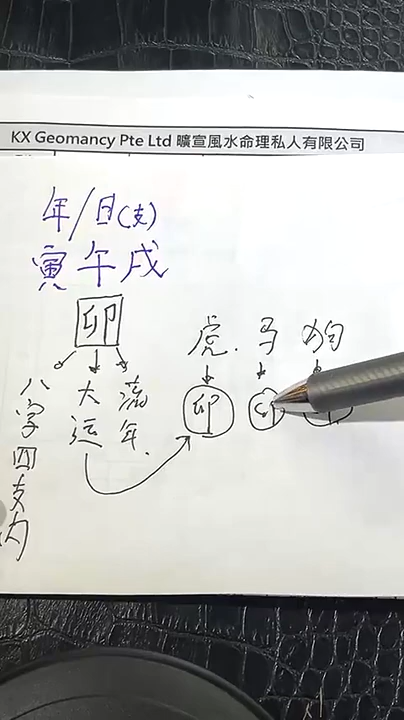 KX Geomancy Pte Ltd 曠宣風水命理私人有限公司
年/日(支)
寅午戌
卯
八字四支内
大运
流年.
虎. 马 狗
卯